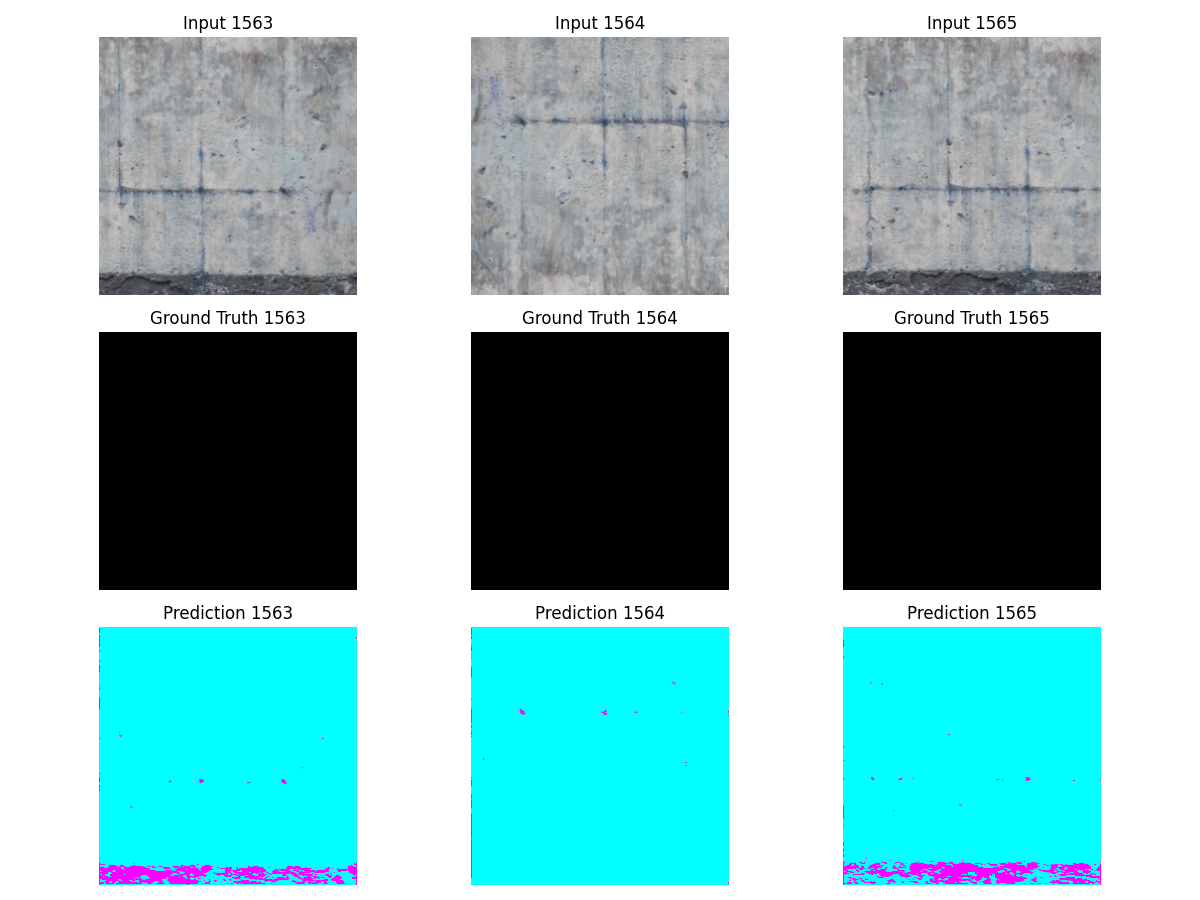 Input 1563
Input 1564
Input 1565
Ground Truth 1563
Ground Truth 1564
Ground Truth 1565
Prediction 1563
Prediction 1564
Prediction 1565